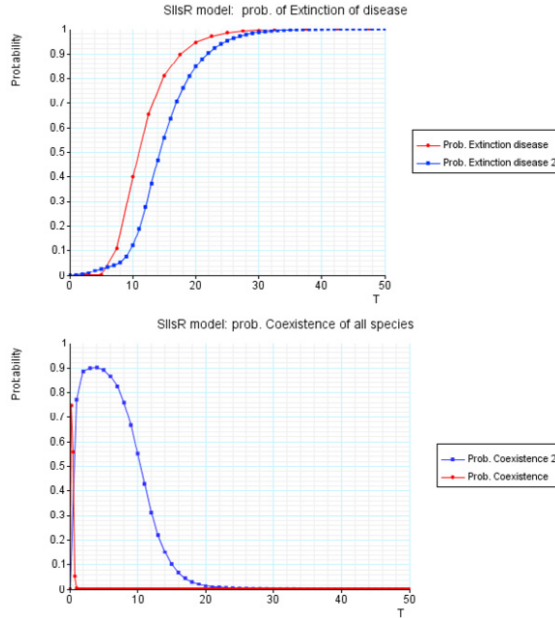 SIIsR model: prob. of Extinction of disease
Probability
1
0.9
0.8
0.7
0.6
0.5
0.4
0.3
0.2
0.1
0
0 10 20 30 40 50
T
Prob. Extinction disease
Prob. Extinction disease 2
SIIsR model: prob. Coexistence of all species
Probability
1
0.9
0.8
0.7
0.6
0.5
0.4
0.3
0.2
0.1
0
0 10 20 30 40 50
T
Prob. Coexistence 2
Prob. Coexistence